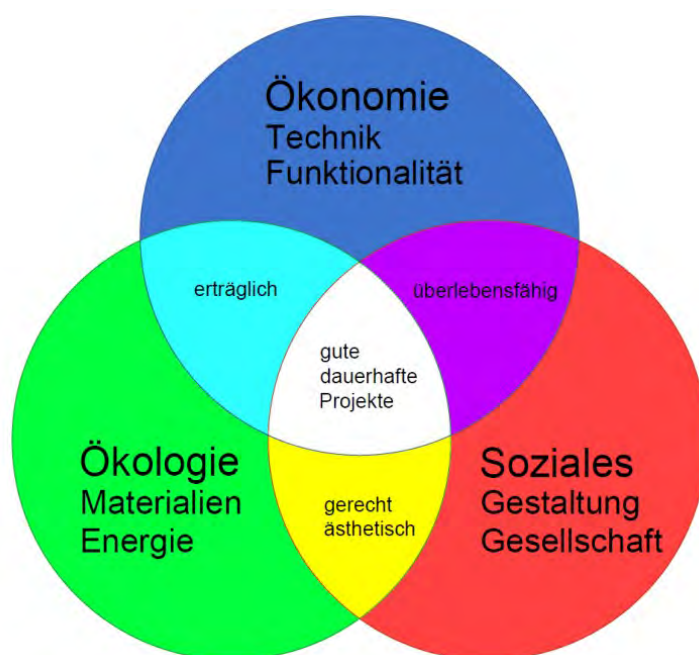 Ökonomie
Technik
Funktionalität
erträglich
überlebensfähig
gute
dauerhafte
Projekte
Ökologie
Materialien
Energie
gerecht
ästhetisch
Soziales
Gestaltung
Gesellschaft